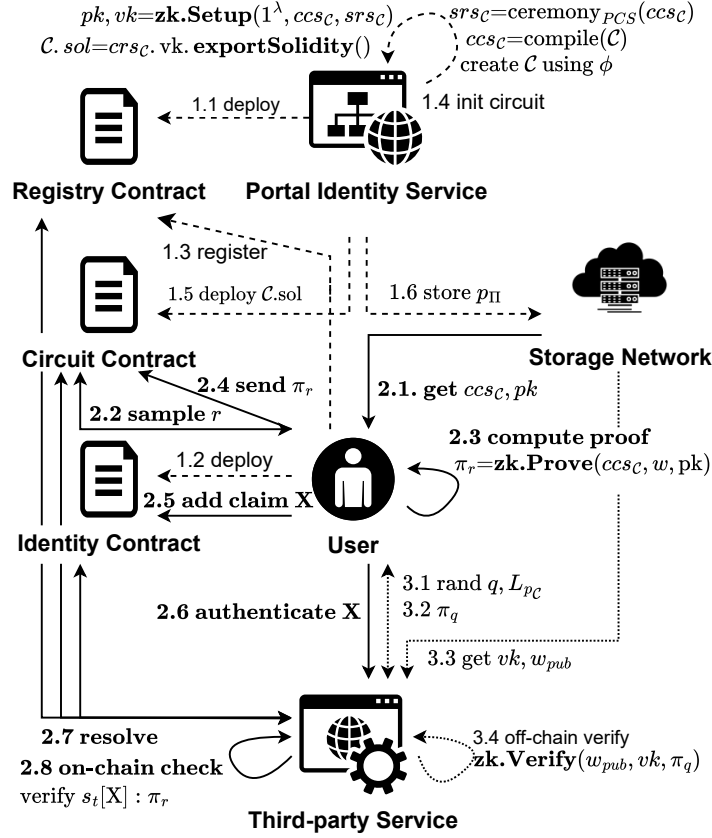 pk, vk=zk.Setup(1^λ, ccs_𝒞, srs_𝒞)
srs_𝒞=ceremony_PCS(ccs_𝒞)
𝒞. sol=crs_𝒞. vk. exportSolidity()
ccs_𝒞=compile(𝒞)
create 𝒞 using ϕ
1.1 deploy
1.4 init circuit
Registry Contract
Portal Identity Service
1.3 register
1.5 deploy 𝒞.sol
1.6 store p_Π
Circuit Contract
Storage Network
2.4 send π_r
2.1. get ccs_𝒞, pk
2.2 sample r
2.3 compute proof
π_r=zk.Prove(ccs_𝒞, w, pk)
1.2 deploy
2.5 add claim X
Identity Contract
User
3.1 rand q, L_p_𝒞
2.6 authenticate X
3.2 π_q
3.3 get vk, w_pub
2.7 resolve
3.4 off-chain verify
2.8 on-chain check
zk.Verify(w_pub, vk, π_q)
verify s_t[X] : π_r
Third-party Service